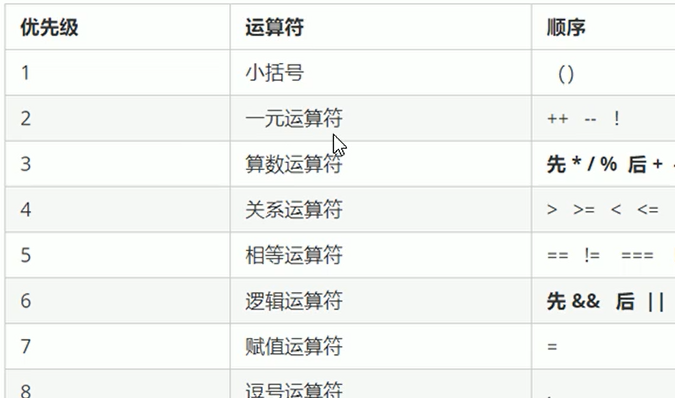 优先级 运算符 顺序
1 小括号 ()
2 一元运算符 ++ -- !
3 算数运算符 先 * / % 后 +
4 关系运算符 > >= < <=
5 相等运算符 == != ===
6 逻辑运算符 先 && 后 ||
7 赋值运算符 =
8 逗号运算符 ,